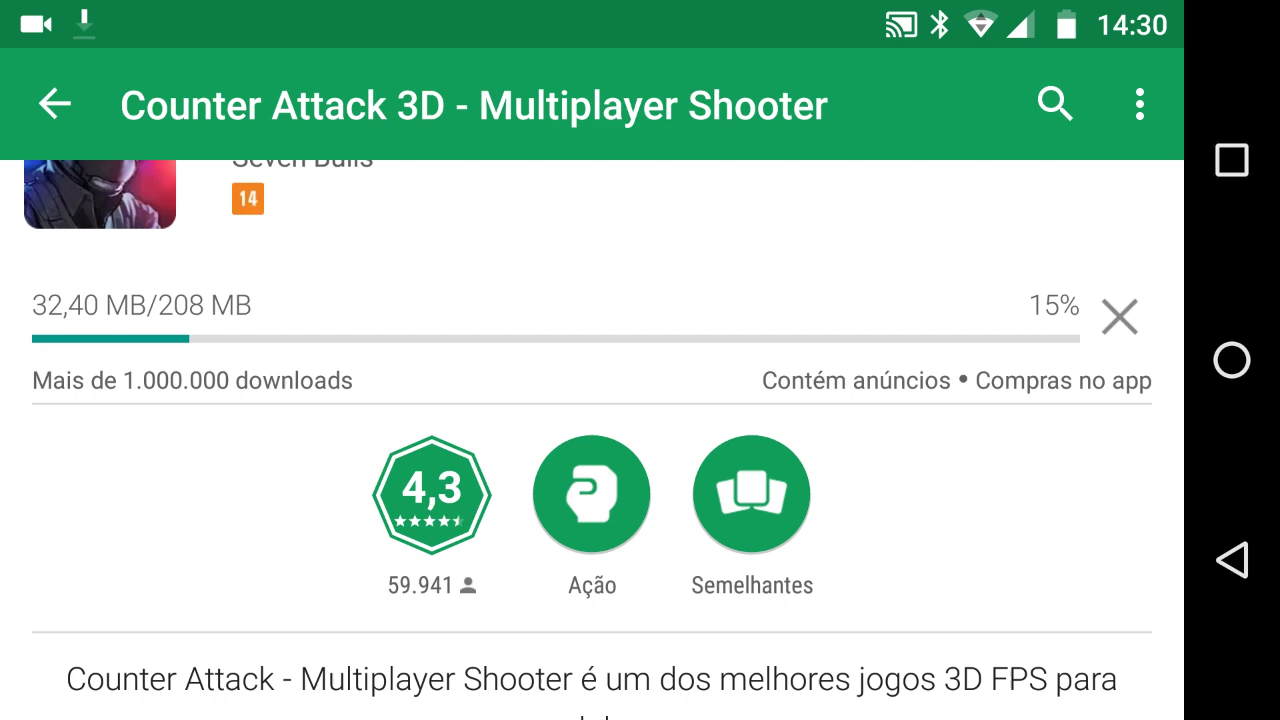 14:30
Counter Attack 3D - Multiplayer Shooter
Seven Bulls
14
32,40 MB/208 MB 15%
Mais de 1.000.000 downloads Contém anúncios • Compras no app
4,3
59.941 Ação Semelhantes
Counter Attack - Multiplayer Shooter é um dos melhores jogos 3D FPS para